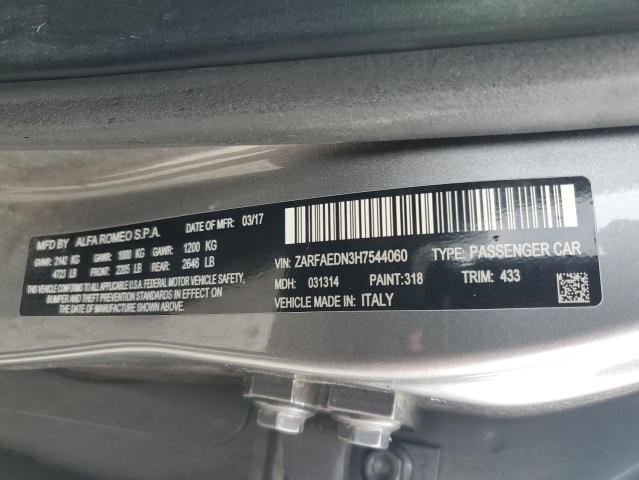 MFD BY ALFA ROMEO S.P.A. DATE OF MFR: 03/17
GVWR: 2142 KG GAWR: 1000 KG GAWR: 1200 KG
4723 LB FRONT: 2205 LB REAR: 2646 LB
THIS VEHICLE CONFORMS TO ALL APPLICABLE U.S.A. FEDERAL MOTOR VEHICLE SAFETY,
BUMPER AND THEFT PREVENTION STANDARDS IN EFFECT ON
THE DATE OF MANUFACTURE SHOWN ABOVE.
VIN: ZARFAEDN3H7544060 TYPE: PASSENGER CAR
MDH: 031314 PAINT:318 TRIM: 433
VEHICLE MADE IN: ITALY